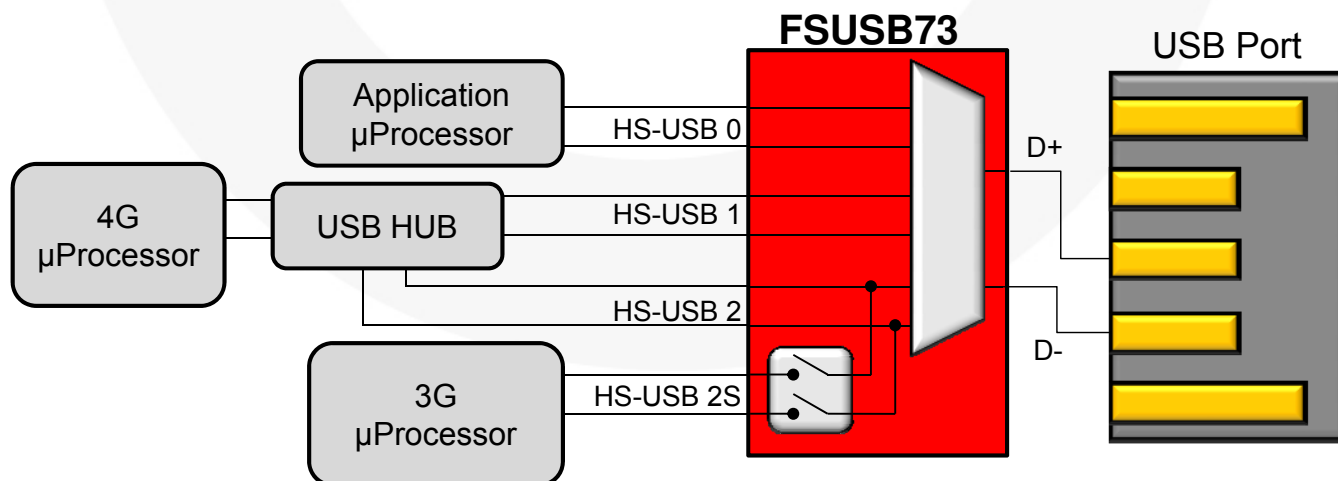 FSUSB73
USB Port
Application
µProcessor
HS-USB 0
D+
4G
µProcessor
USB HUB
HS-USB 1
HS-USB 2
D-
3G
µProcessor
HS-USB 2S